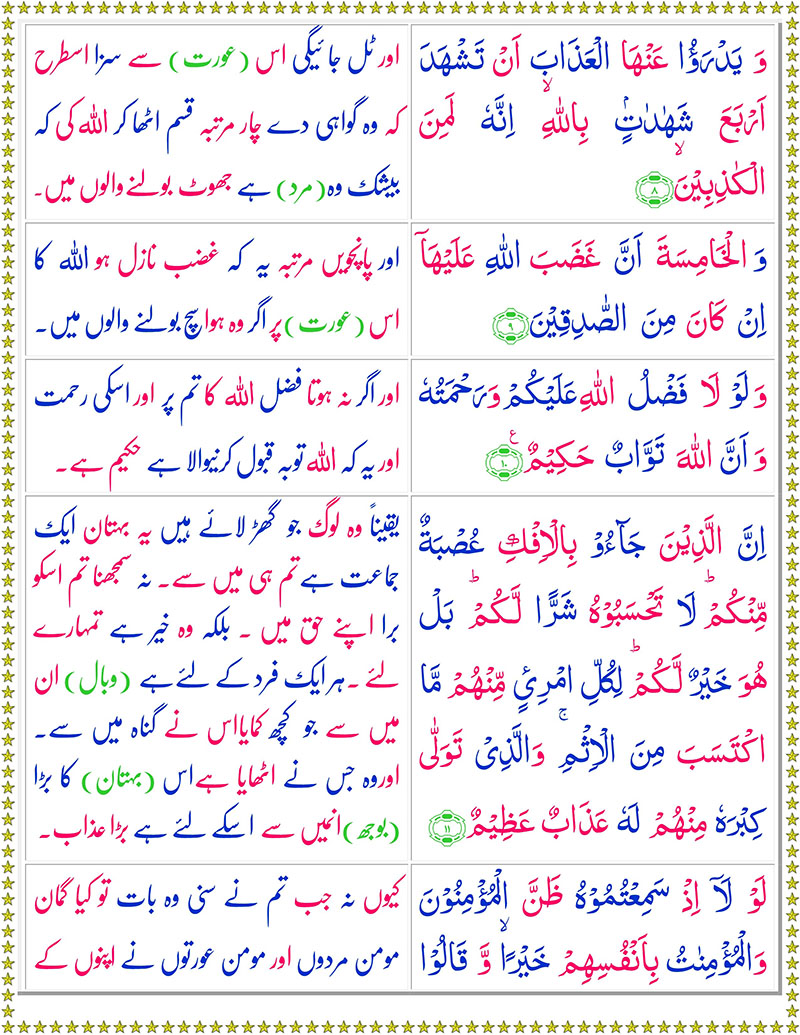 وَ یَدْرَؤُا عَنْهَا الْعَذَابَ اَنْ تَشْهَدَ
اَرْبَعَ شَهٰدٰتٍۭ بِاللّٰهِۙ اِنَّهٗ لَمِنَ
الْكٰذِبِیْنَۙ۝۸
اور ٹل جائیگی اس (عورت) سے سزا اسطرح
کہ وہ گواہی دے چار مرتبہ قسم اٹھا کر اللہ کی کہ
بیشک وہ (مرد) ہے جھوٹ بولنے والوں میں۔
وَ الْخَامِسَةَ اَنَّ غَضَبَ اللّٰهِ عَلَیْهَاۤ
اِنْ كَانَ مِنَ الصّٰدِقِیْنَ۝۹
اور پانچویں مرتبہ یہ کہ غضب نازل ہو اللہ کا
اس (عورت) پر اگر وہ ہوا سچ بولنے والوں میں۔
وَ لَوْ لَا فَضْلُ اللّٰهِ عَلَیْكُمْ وَرَحْمَتُهٗ
وَ اَنَّ اللّٰهَ تَوَّابٌ حَكِیْمٌ۠۝۱۰
اور اگر نہ ہوتا فضل اللہ کا تم پر اور اسکی رحمت
اور یہ کہ اللہ توبہ قبول کرنیوالا ہے حکیم ہے۔
اِنَّ الَّذِیْنَ جَآءُوْ بِالْاِفْكِ عُصْبَةٌ
مِّنْكُمْؕ لَا تَحْسَبُوْهُ شَرًّا لَّكُمْؕ بَلْ
هُوَ خَیْرٌ لَّكُمْؕ لِكُلِّ امْرِئٍ مِّنْهُمْ مَّا
اكْتَسَبَ مِنَ الْاِثْمِۚ وَالَّذِیْ تَوَلّٰى
كِبْرَهٗ مِنْهُمْ لَهٗ عَذَابٌ عَظِیْمٌ۝۱۱
یقیناً وہ لوگ جو گھڑ لائے ہیں یہ بہتان ایک
جماعت ہے تم ہی میں سے۔ نہ سمجھنا تم اسکو
برا اپنے حق میں ۔ بلکہ وہ خیر ہے تمہارے
لئے ۔ ہر ایک فرد کے لئے ہے (وبال) ان
میں سے جو کچھ کمایا اس نے گناہ میں سے۔
اور وہ جس نے اٹھایا ہے اس (بہتان) کا بڑا
(بوجھ) انمیں سے اسکے لئے ہے بڑا عذاب۔
لَوْ لَاۤ اِذْ سَمِعْتُمُوْهُ ظَنَّ الْمُؤْمِنُوْنَ
وَالْمُؤْمِنٰتُ بِاَنْفُسِهِمْ خَیْرًاۙ وَّ قَالُوْا
کیوں نہ جب تم نے سنی وہ بات تو کیا گمان
مومن مردوں اور مومن عورتوں نے اپنوں کے